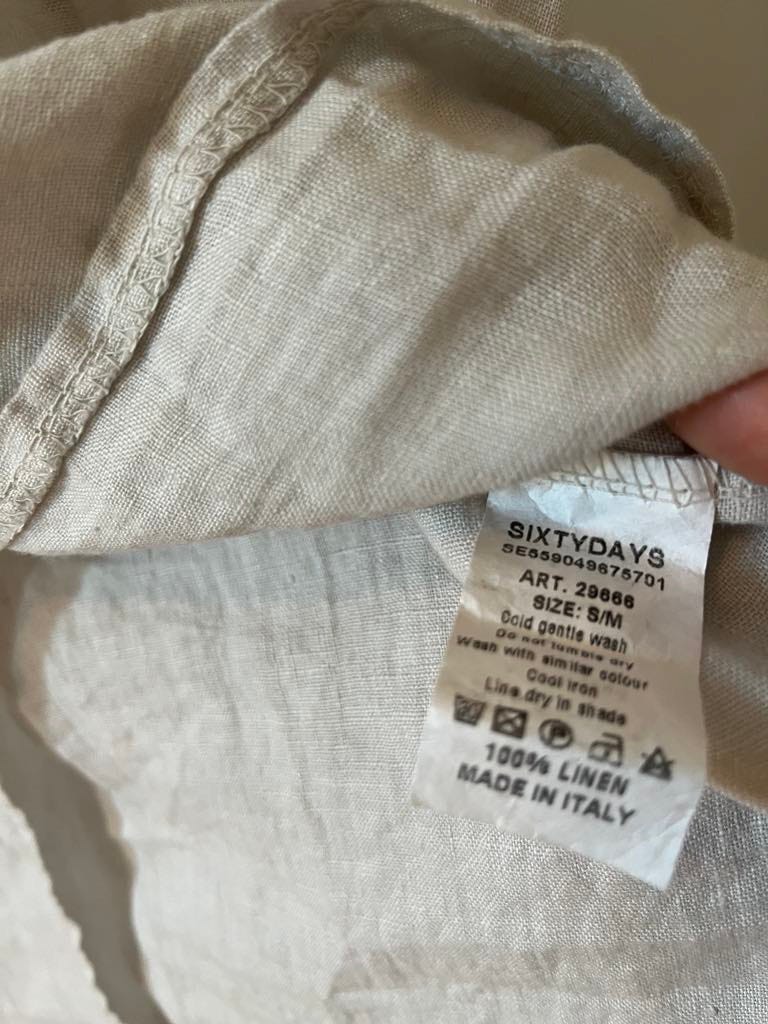 SIXTYDAYS
SE559049675701
ART. 29666
SIZE: S/M
Cold gentle wash
Do not tumble dry
Wash with similar colour
Cool iron
Line dry in shade
P
100% LINEN
MADE IN ITALY